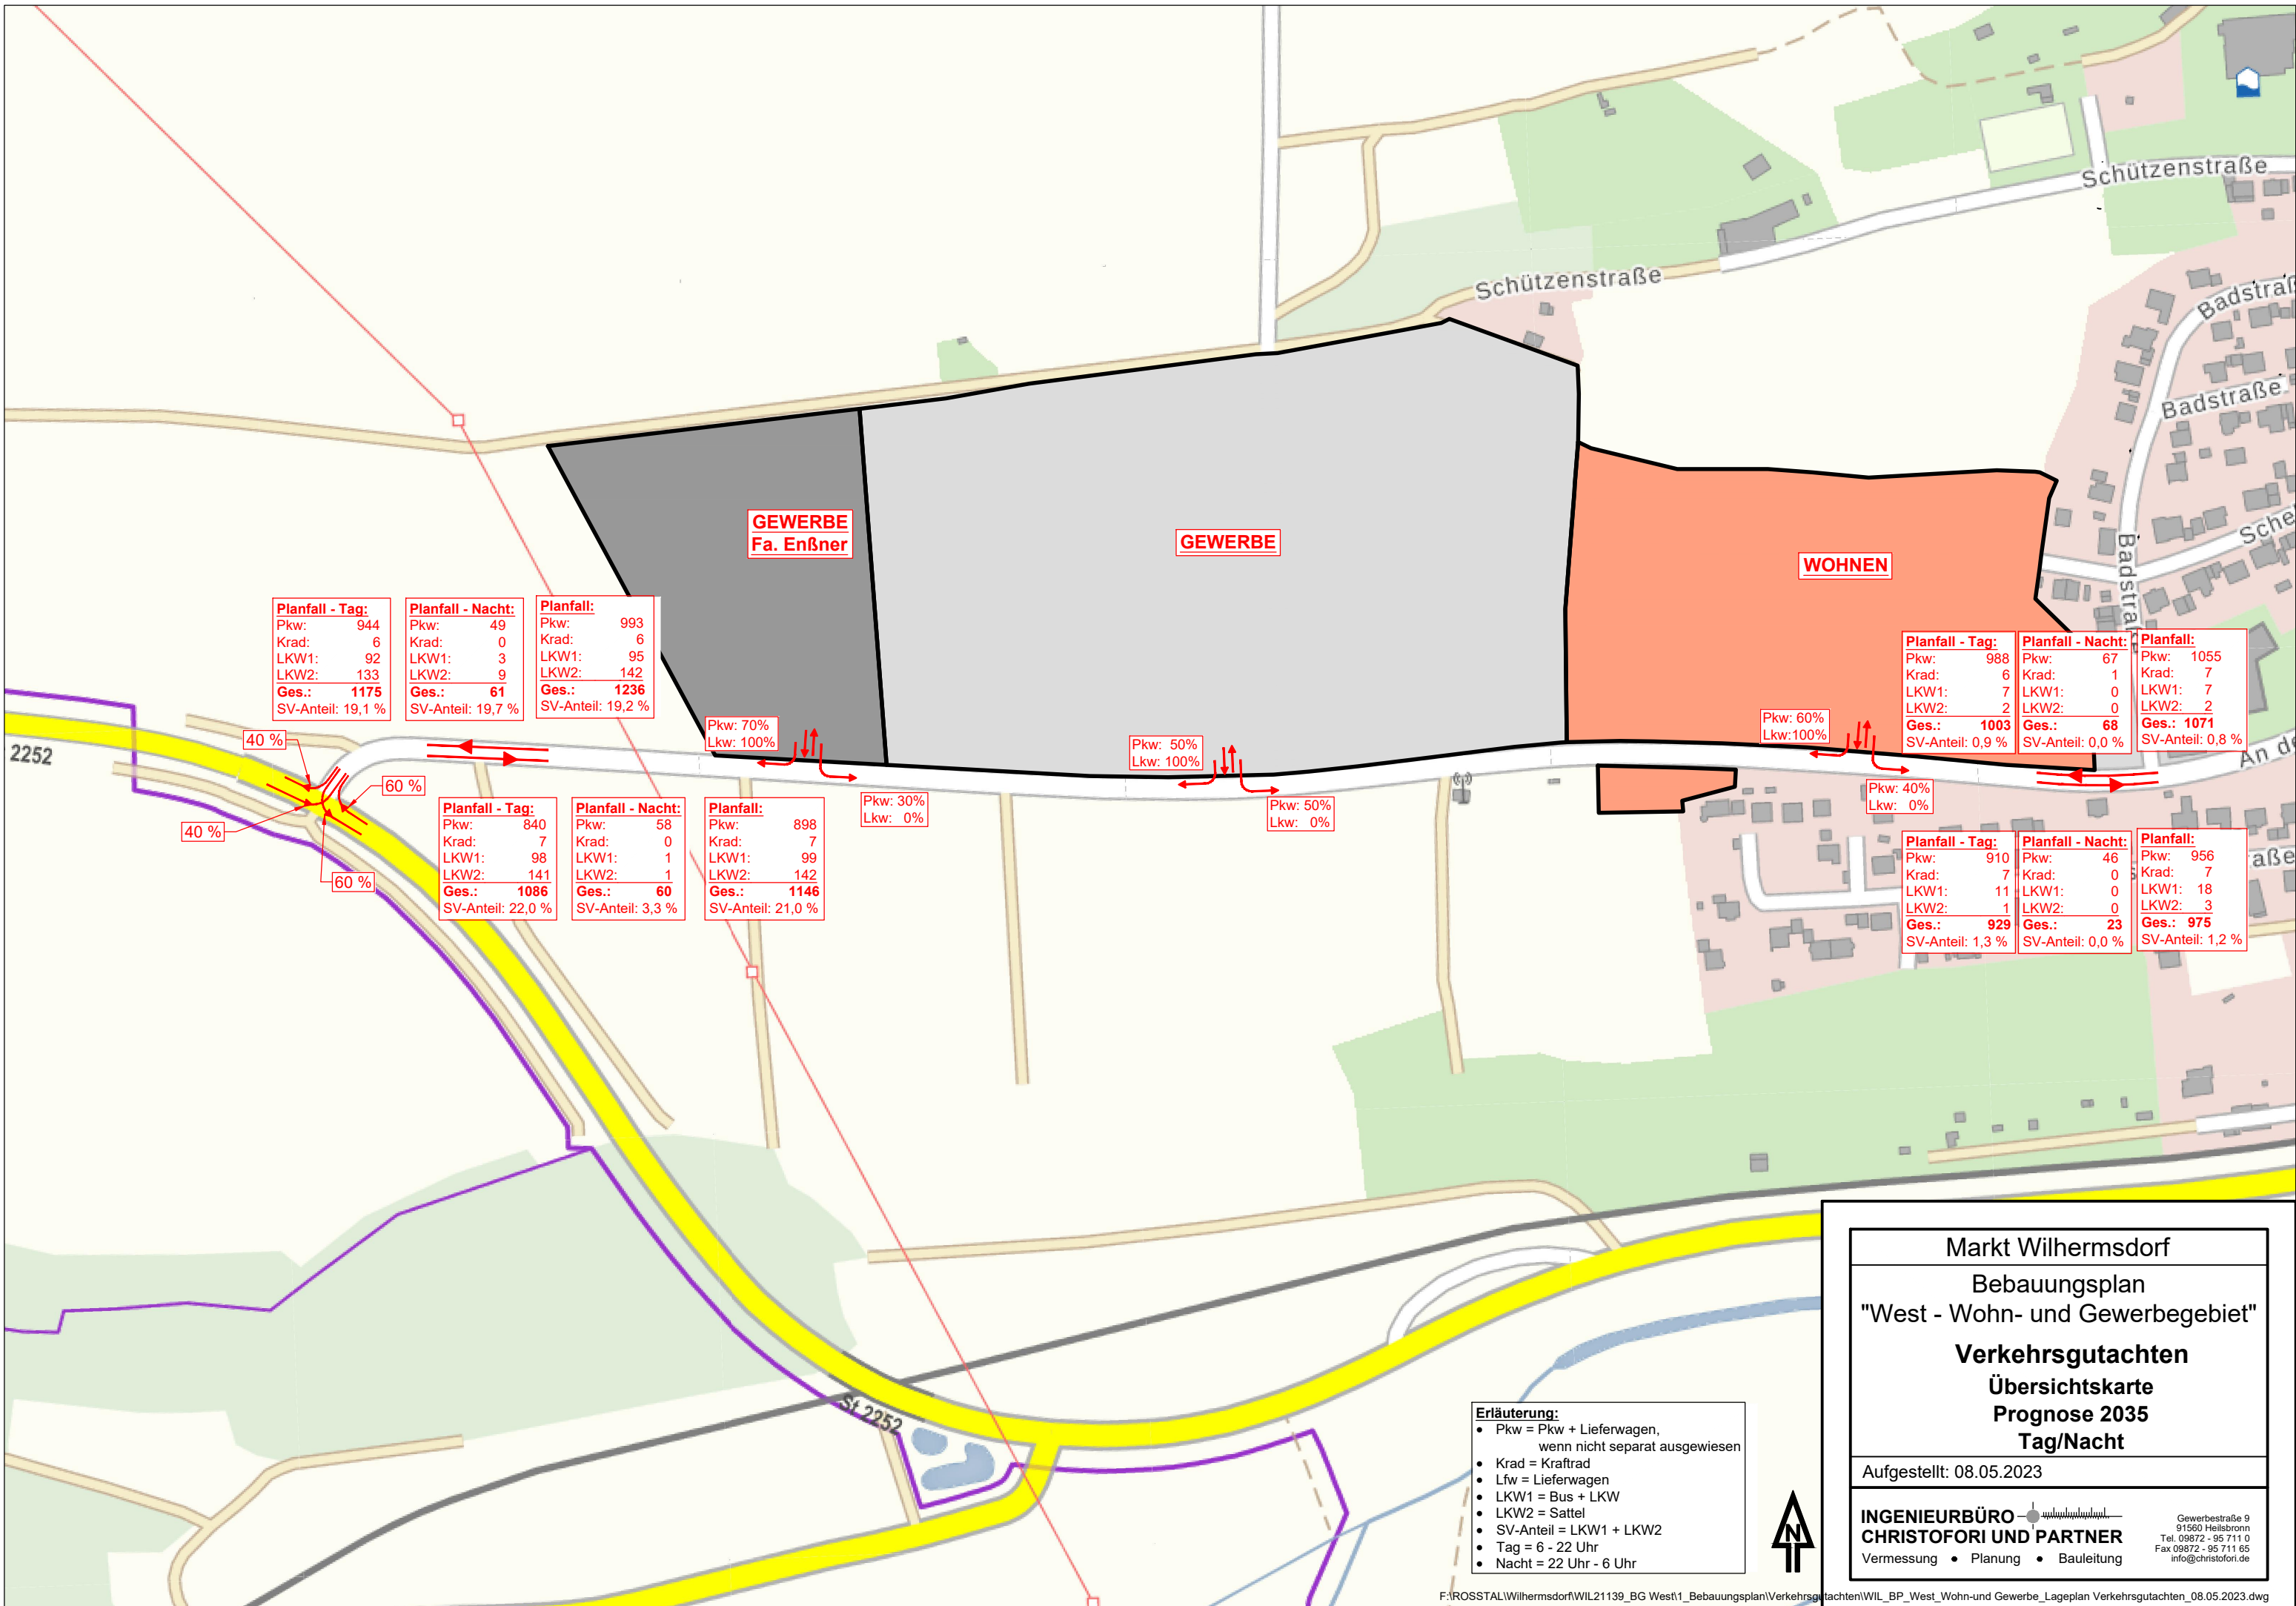 Schützenstraße
Schützenstraße
Badstraß
Badstraße
Sche
Badstraße
An de
aße
2252
St 2252
GEWERBE
Fa. Enßner
GEWERBE
WOHNEN
Planfall - Tag:
Pkw: 944
Krad: 6
LKW1: 92
LKW2: 133
Ges.: 1175
SV-Anteil: 19,1 %
Planfall - Nacht:
Pkw: 49
Krad: 0
LKW1: 3
LKW2: 9
Ges.: 61
SV-Anteil: 19,7 %
Planfall:
Pkw: 993
Krad: 6
LKW1: 95
LKW2: 142
Ges.: 1236
SV-Anteil: 19,2 %
Planfall - Tag:
Pkw: 988
Krad: 6
LKW1: 7
LKW2: 2
Ges.: 1003
SV-Anteil: 0,9 %
Planfall - Nacht:
Pkw: 67
Krad: 1
LKW1: 0
LKW2: 0
Ges.: 68
SV-Anteil: 0,0 %
Planfall:
Pkw: 1055
Krad: 7
LKW1: 7
LKW2: 2
Ges.: 1071
SV-Anteil: 0,8 %
40 %
60 %
40 %
60 %
Pkw: 70%
Lkw: 100%
Pkw: 30%
Lkw: 0%
Pkw: 50%
Lkw: 100%
Pkw: 50%
Lkw: 0%
Pkw: 60%
Lkw:100%
Pkw: 40%
Lkw: 0%
Planfall - Tag:
Pkw: 840
Krad: 7
LKW1: 98
LKW2: 141
Ges.: 1086
SV-Anteil: 22,0 %
Planfall - Nacht:
Pkw: 58
Krad: 0
LKW1: 1
LKW2: 1
Ges.: 60
SV-Anteil: 3,3 %
Planfall:
Pkw: 898
Krad: 7
LKW1: 99
LKW2: 142
Ges.: 1146
SV-Anteil: 21,0 %
Planfall - Tag:
Pkw: 910
Krad: 7
LKW1: 11
LKW2: 1
Ges.: 929
SV-Anteil: 1,3 %
Planfall - Nacht:
Pkw: 46
Krad: 0
LKW1: 0
LKW2: 0
Ges.: 23
SV-Anteil: 0,0 %
Planfall:
Pkw: 956
Krad: 7
LKW1: 18
LKW2: 3
Ges.: 975
SV-Anteil: 1,2 %
Erläuterung:
• Pkw = Pkw + Lieferwagen,
wenn nicht separat ausgewiesen
• Krad = Kraftrad
• Lfw = Lieferwagen
• LKW1 = Bus + LKW
• LKW2 = Sattel
• SV-Anteil = LKW1 + LKW2
• Tag = 6 - 22 Uhr
• Nacht = 22 Uhr - 6 Uhr
N
Markt Wilhermsdorf
Bebauungsplan
"West - Wohn- und Gewerbegebiet"
Verkehrsgutachten
Übersichtskarte
Prognose 2035
Tag/Nacht
Aufgestellt: 08.05.2023
INGENIEURBÜRO
CHRISTOFORI UND PARTNER
Vermessung • Planung • Bauleitung
Gewerbestraße 9
91560 Heilsbronn
Tel. 09872 - 95 711 0
Fax 09872 - 95 711 65
info@christofori.de
F:\ROSSTAL\Wilhermsdorf\WIL21139_BG West\1_Bebauungsplan\Verkehrsgutachten\WIL_BP_West_Wohn-und Gewerbe_Lageplan Verkehrsgutachten_08.05.2023.dwg